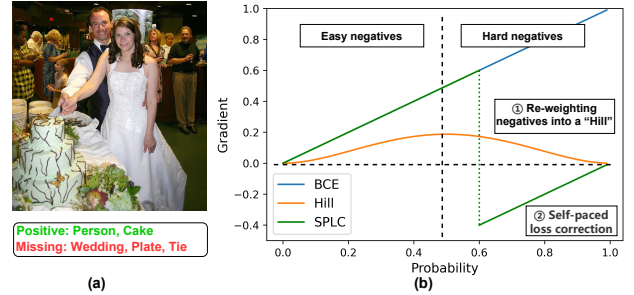 Positive: Person, Cake
Missing: Wedding, Plate, Tie
(a)
1.0
0.8
0.6
0.4
0.2
0.0
−0.2
−0.4
Gradient
Easy negatives
Hard negatives
① Re-weighting
negatives into a “Hill”
BCE
Hill
SPLC
② Self-paced
loss correction
0.0 0.2 0.4 0.6 0.8 1.0
Probability
(b)